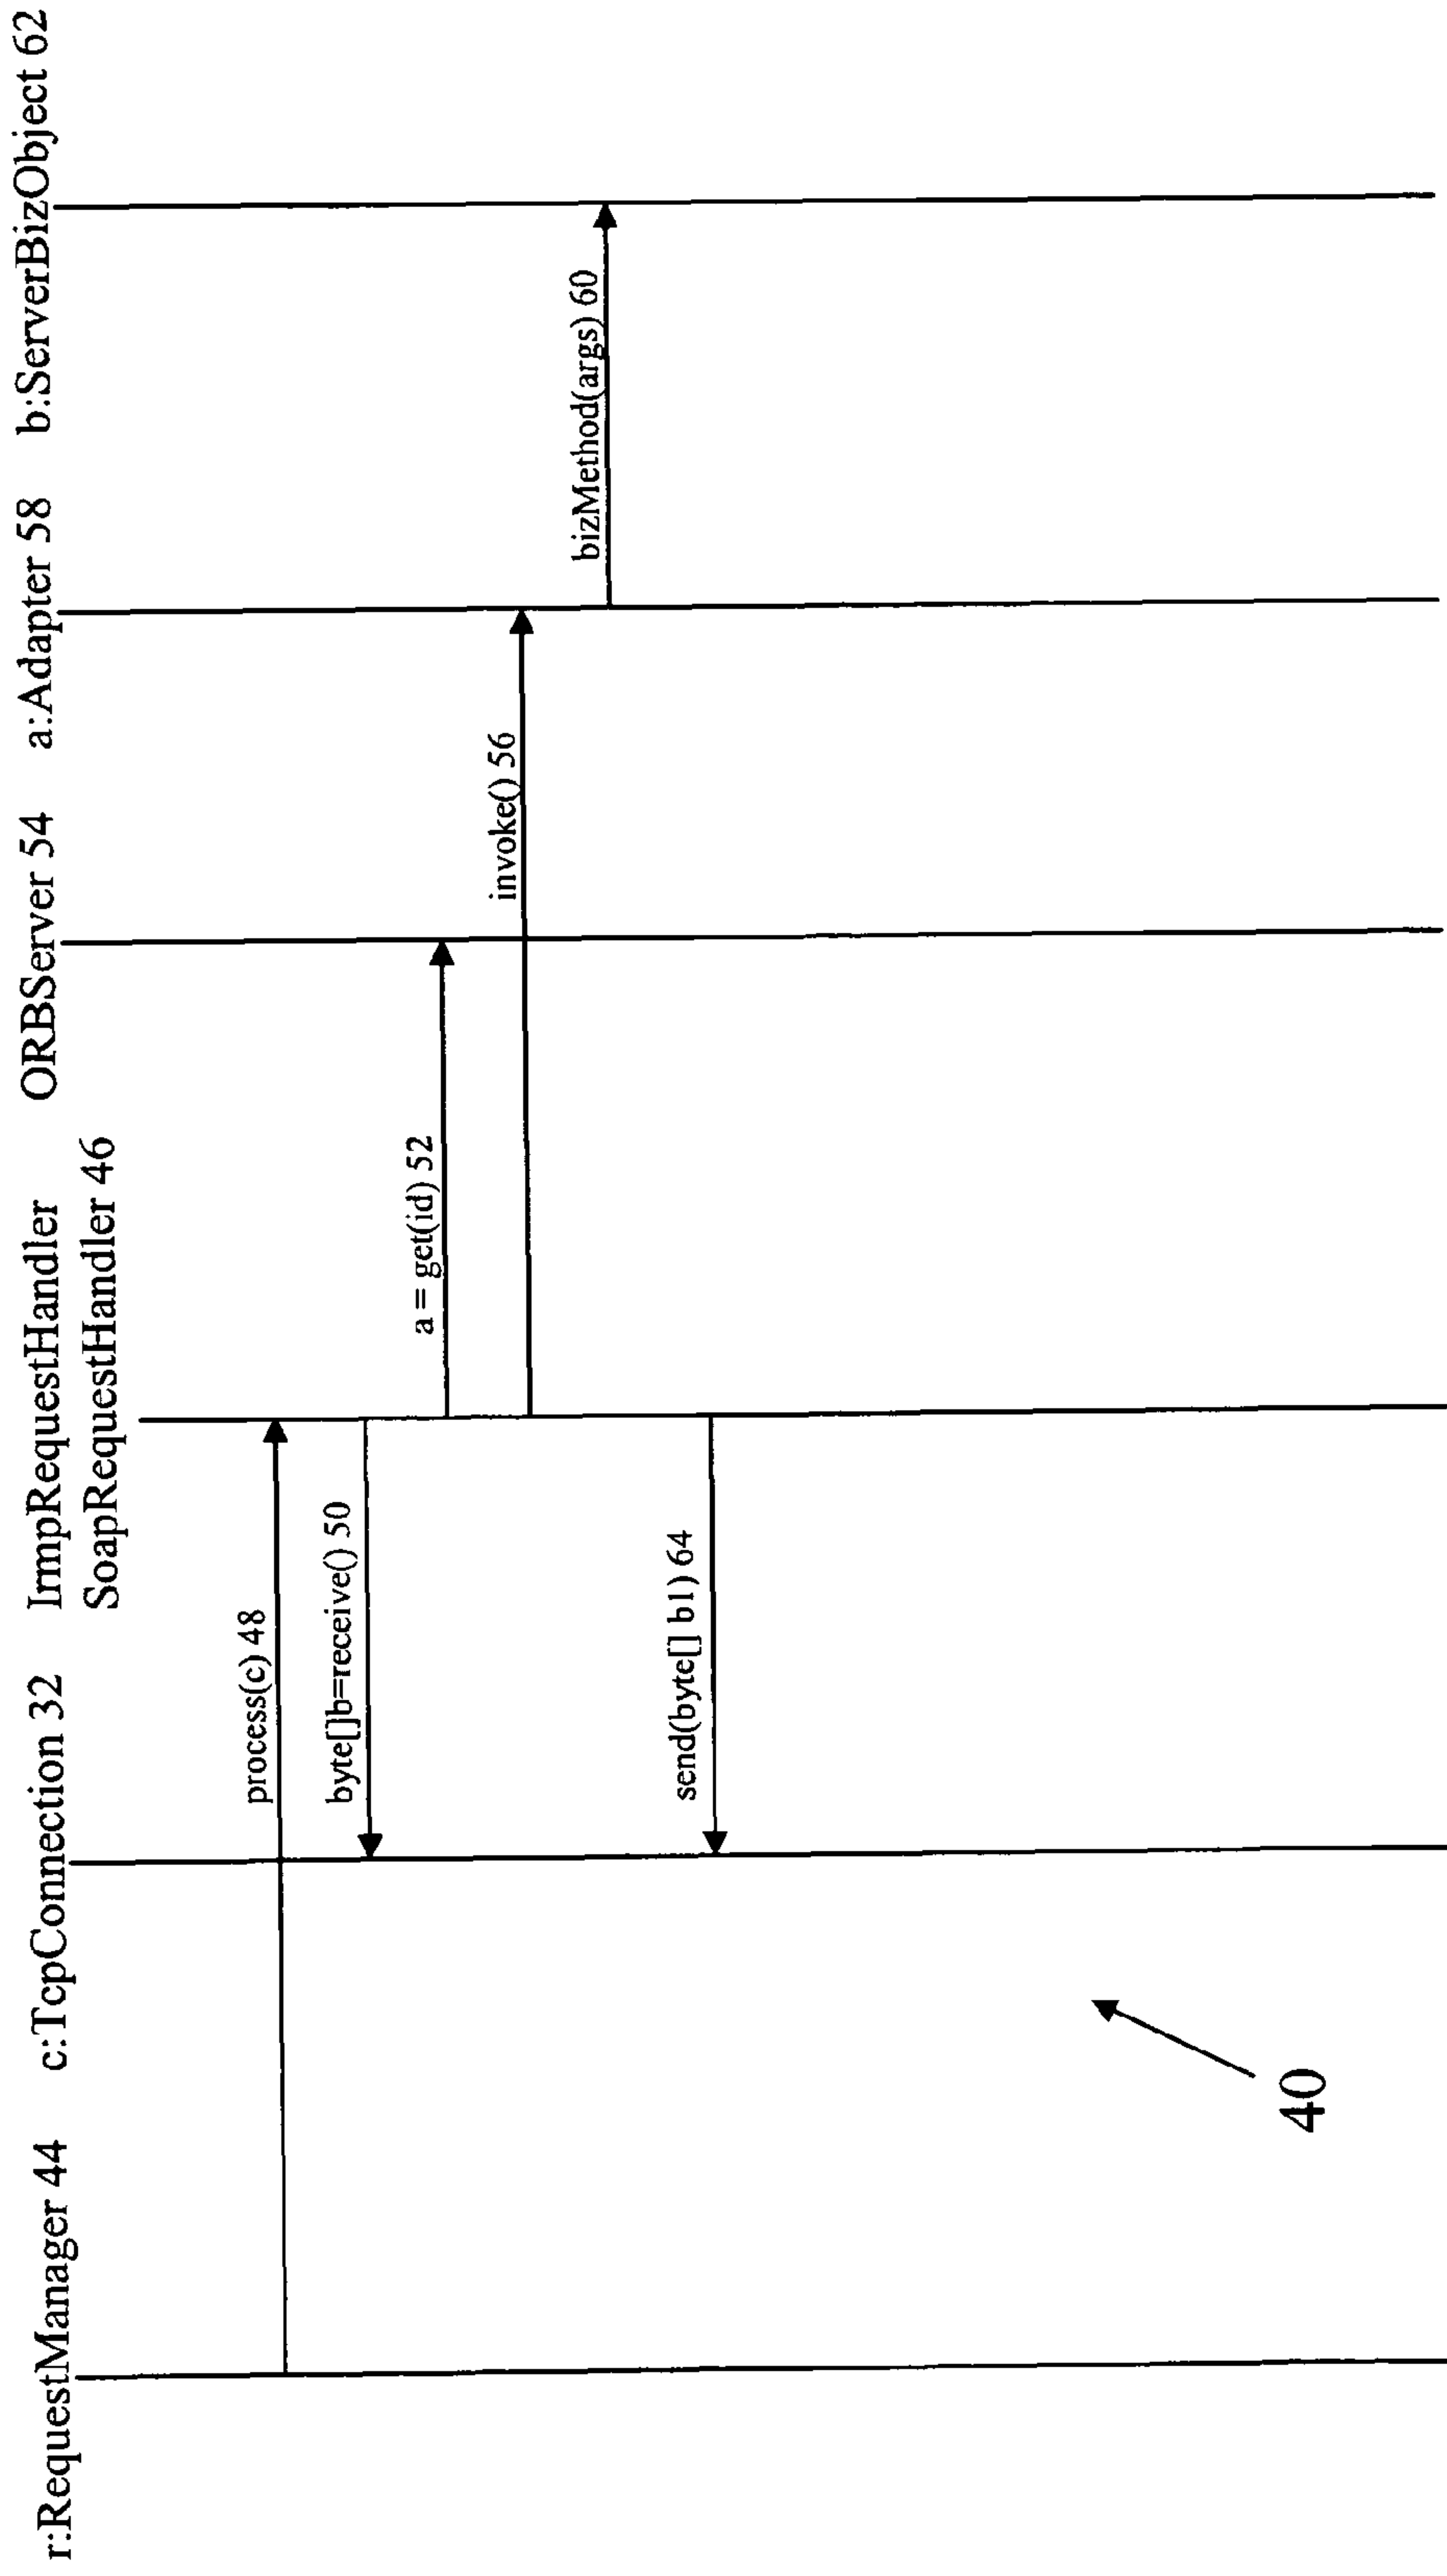 r:RequestManager 44
c:TcpConnection 32
IrmpRequestHandler
SoapRequestHandler 46
ORBServer 54
a:Adapter 58
b:ServerBizObject 62
process(c) 48
byte[]b=receive() 50
a = get(id) 52
invoke() 56
bizMethod(args) 60
send(byte[] b1) 64
40